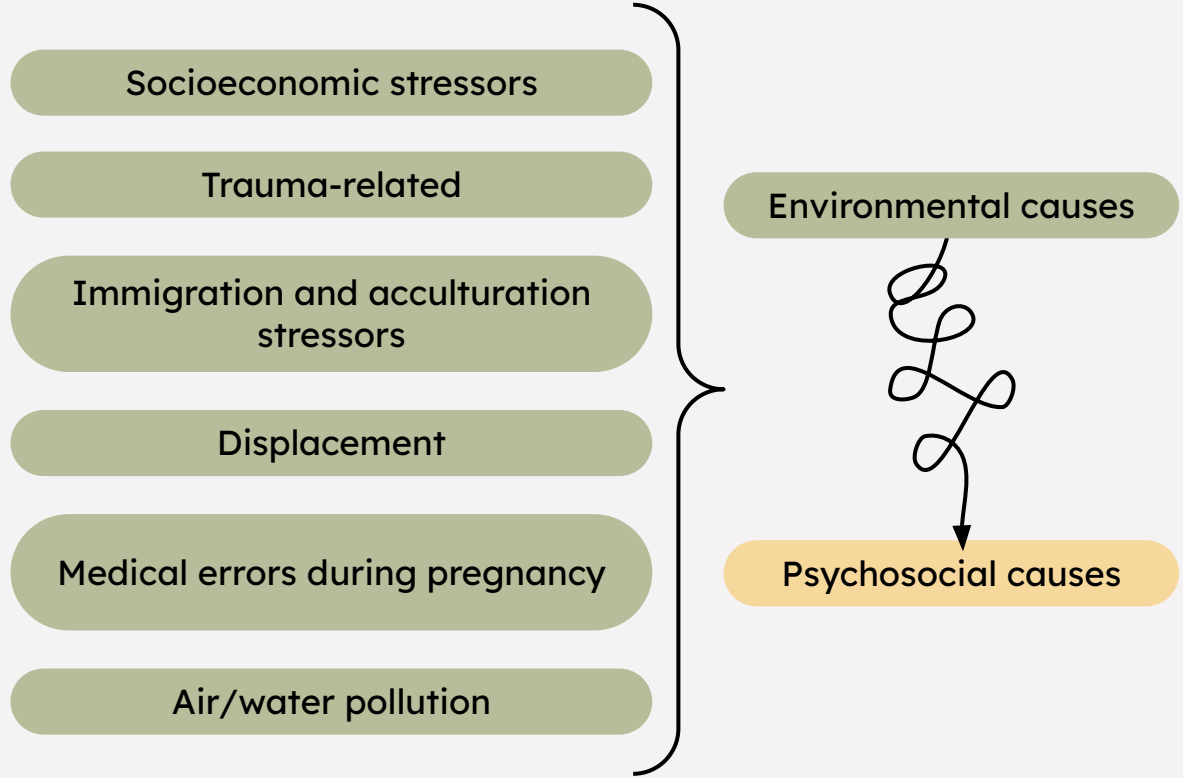 Socioeconomic stressors
Trauma-related
Immigration and acculturation
stressors
Displacement
Medical errors during pregnancy
Air/water pollution
Environmental causes
Psychosocial causes